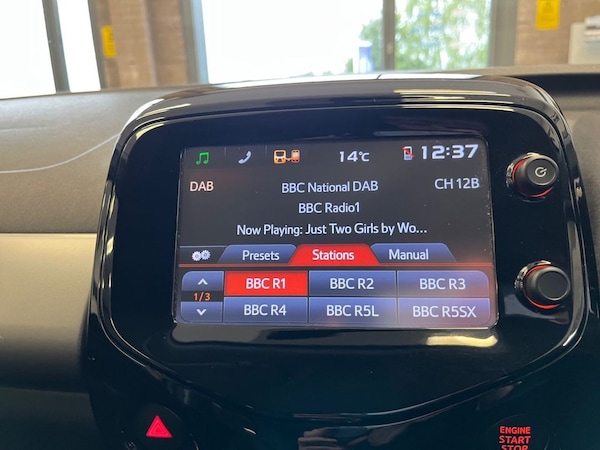 14°C 12:37
DAB BBC National DAB CH 12B
BBC Radio1
Now Playing: Just Two Girls by Wo...
Presets Stations Manual
BBC R1 BBC R2 BBC R3
1/3
BBC R4 BBC R5L BBC R5SX
ENGINE
START
STOP